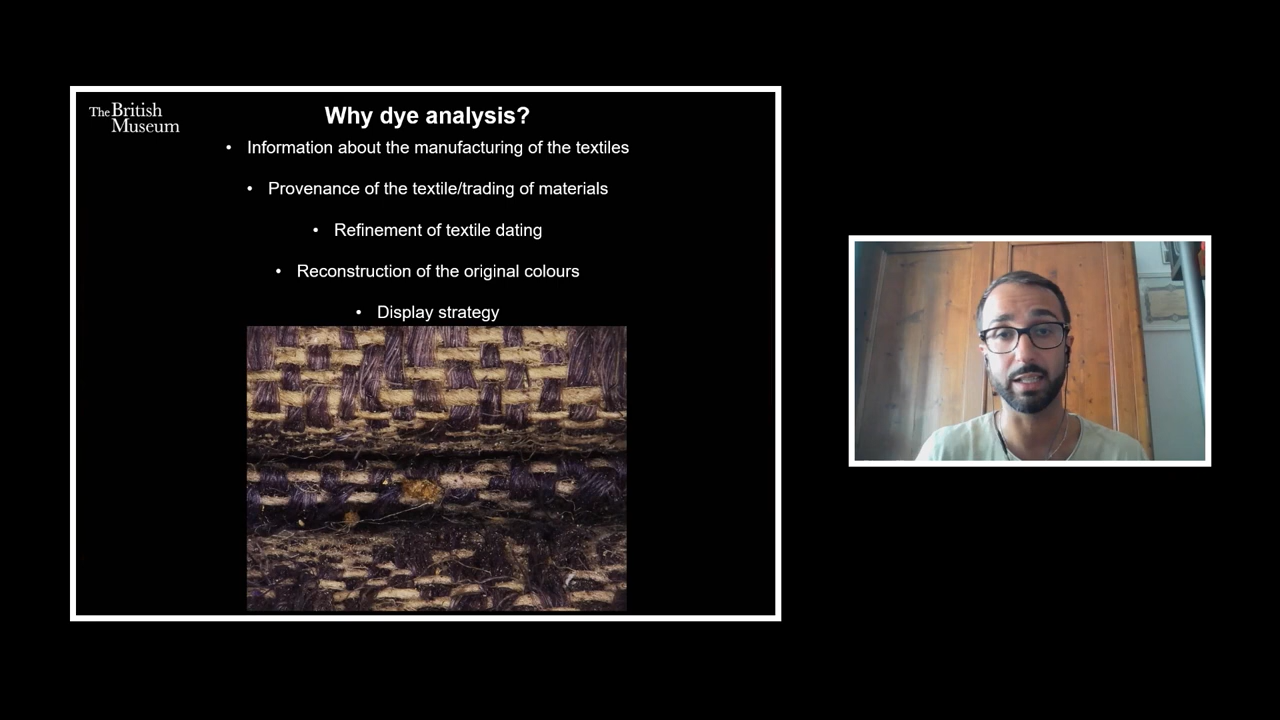 The British
Museum
Why dye analysis?
• Information about the manufacturing of the textiles
• Provenance of the textile/trading of materials
• Refinement of textile dating
• Reconstruction of the original colours
• Display strategy